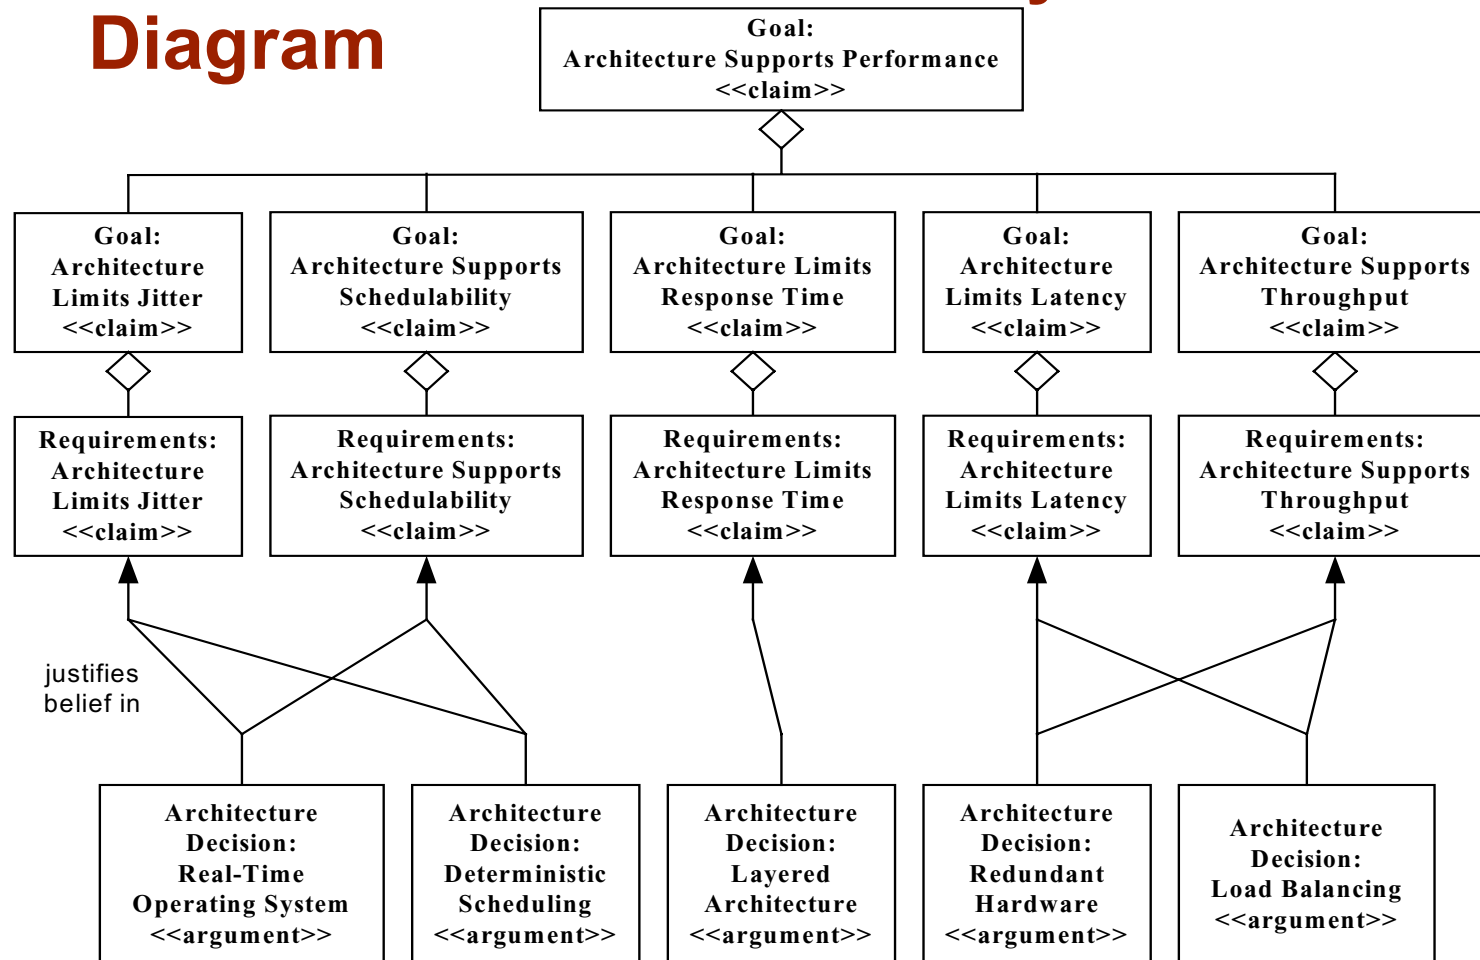 Diagram
Goal:
Architecture Supports Performance
<<claim>>
Goal:
Architecture
Limits Jitter
<<claim>>
Goal:
Architecture Supports
Schedulability
<<claim>>
Goal:
Architecture Limits
Response Time
<<claim>>
Goal:
Architecture
Limits Latency
<<claim>>
Goal:
Architecture Supports
Throughput
<<claim>>
Requirements:
Architecture
Limits Jitter
<<claim>>
Requirements:
Architecture Supports
Schedulability
<<claim>>
Requirements:
Architecture Limits
Response Time
<<claim>>
Requirements:
Architecture
Limits Latency
<<claim>>
Requirements:
Architecture Supports
Throughput
<<claim>>
justifies
belief in
Architecture
Decision:
Real-Time
Operating System
<<argument>>
Architecture
Decision:
Deterministic
Scheduling
<<argument>>
Architecture
Decision:
Layered
Architecture
<<argument>>
Architecture
Decision:
Redundant
Hardware
<<argument>>
Architecture
Decision:
Load Balancing
<<argument>>